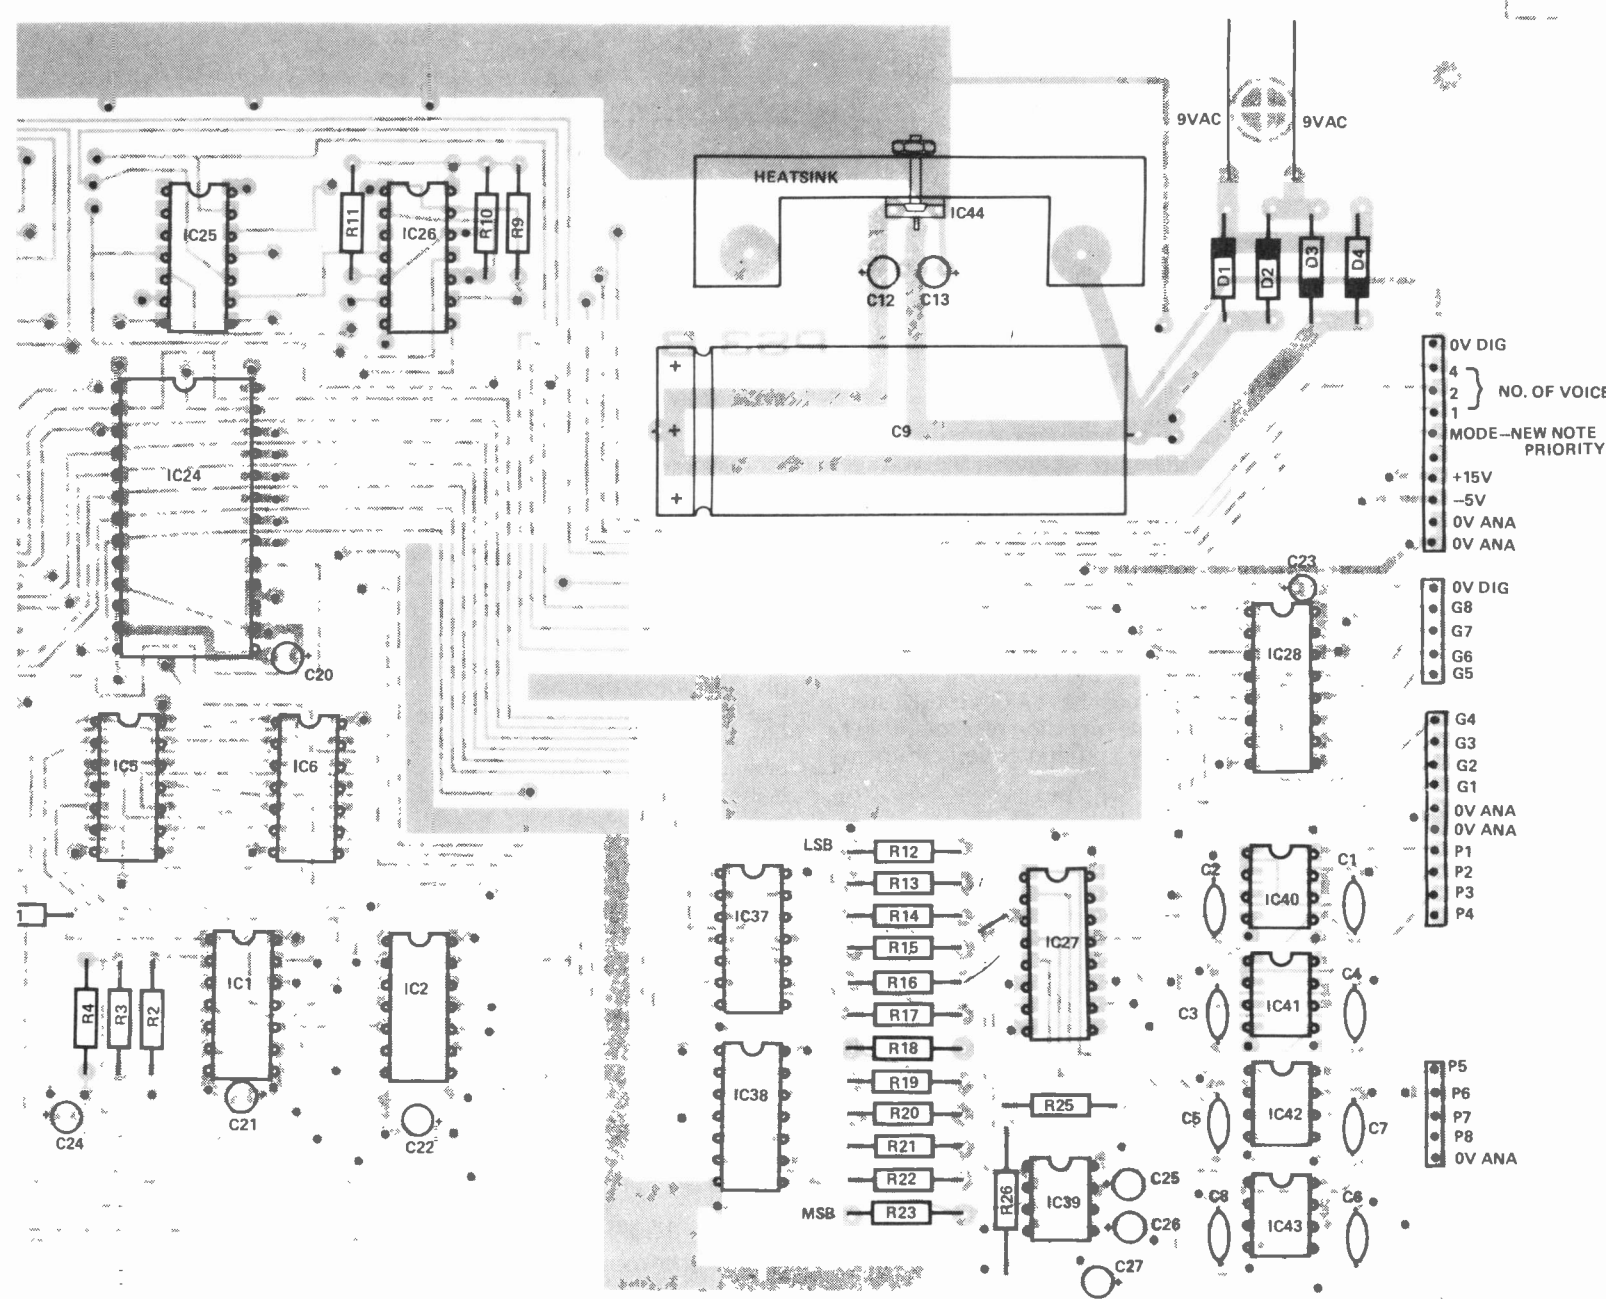 9VAC
9VAC
HEATSINK
IC44
IC25
R11
IC26
R10
R9
C12
C13
D1
D2
D3
D4
0V DIG
4
2
1
NO. OF VOICE
MODE–NEW NOTE
PRIORITY
+15V
–5V
0V ANA
0V ANA
IC24
+
+
+
C9
–
C20
C23
IC28
0V DIG
G8
G7
G6
G5
IC5
IC6
G4
G3
G2
G1
0V ANA
0V ANA
P1
P2
P3
P4
LSB
R12
R13
R14
R15
R16
R17
R18
R19
R20
R21
R22
MSB
R23
IC37
IC38
IC27
C2
IC40
C1
C3
IC41
C4
C5
IC42
C7
C8
IC43
C6
1
R4
R3
R2
IC1
IC2
C24
C21
C22
R25
R26
IC39
C25
C26
C27
P5
P6
P7
P8
0V ANA